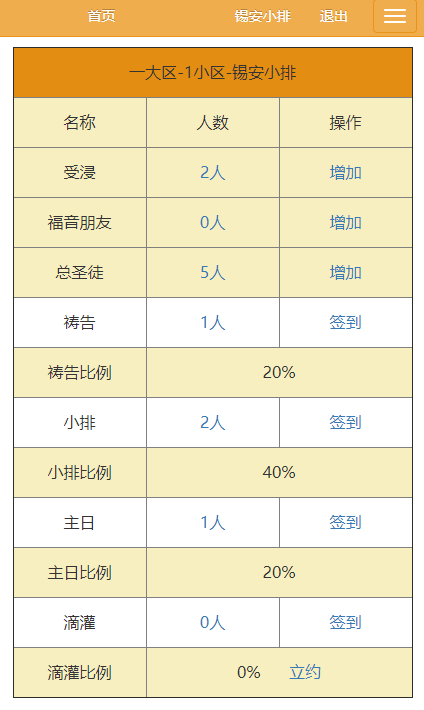 首页 锡安小排 退出
一大区-1小区-锡安小排
名称 人数 操作
受浸 2人 增加
福音朋友 0人 增加
总圣徒 5人 增加
祷告 1人 签到
祷告比例 20%
小排 2人 签到
小排比例 40%
主日 1人 签到
主日比例 20%
滴灌 0人 签到
滴灌比例 0% 立约